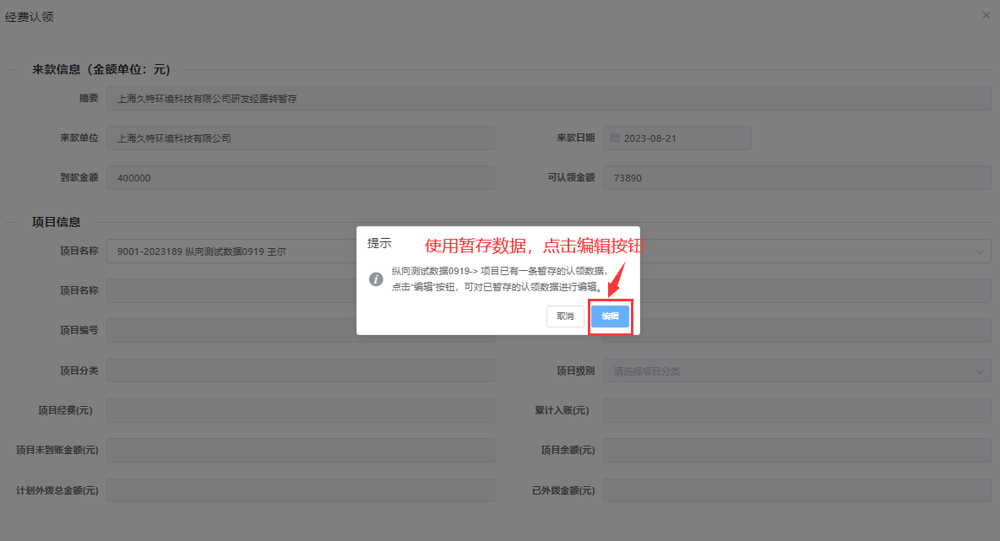 经费认领
来款信息（金额单位：元）
摘要 上海久特环境科技有限公司研发经费转暂存
来款单位 上海久特环境科技有限公司 来款日期 2023-08-21
到款金额 400000 可认领金额 73890
项目信息
项目名称 9001-2023189 纵向测试数据0919 王尔
提示
使用暂存数据，点击编辑按钮
纵向测试数据0919-> 项目已有一条暂存的认领数据，
点击“编辑”按钮，可对已暂存的认领数据进行编辑。
取消 编辑
项目名称
项目编号
项目分类 项目级别 请选择项目分类
项目经费(元) 累计入账(元)
项目未到账金额(元) 项目余额(元)
计划外拨总金额(元) 已外拨金额(元)